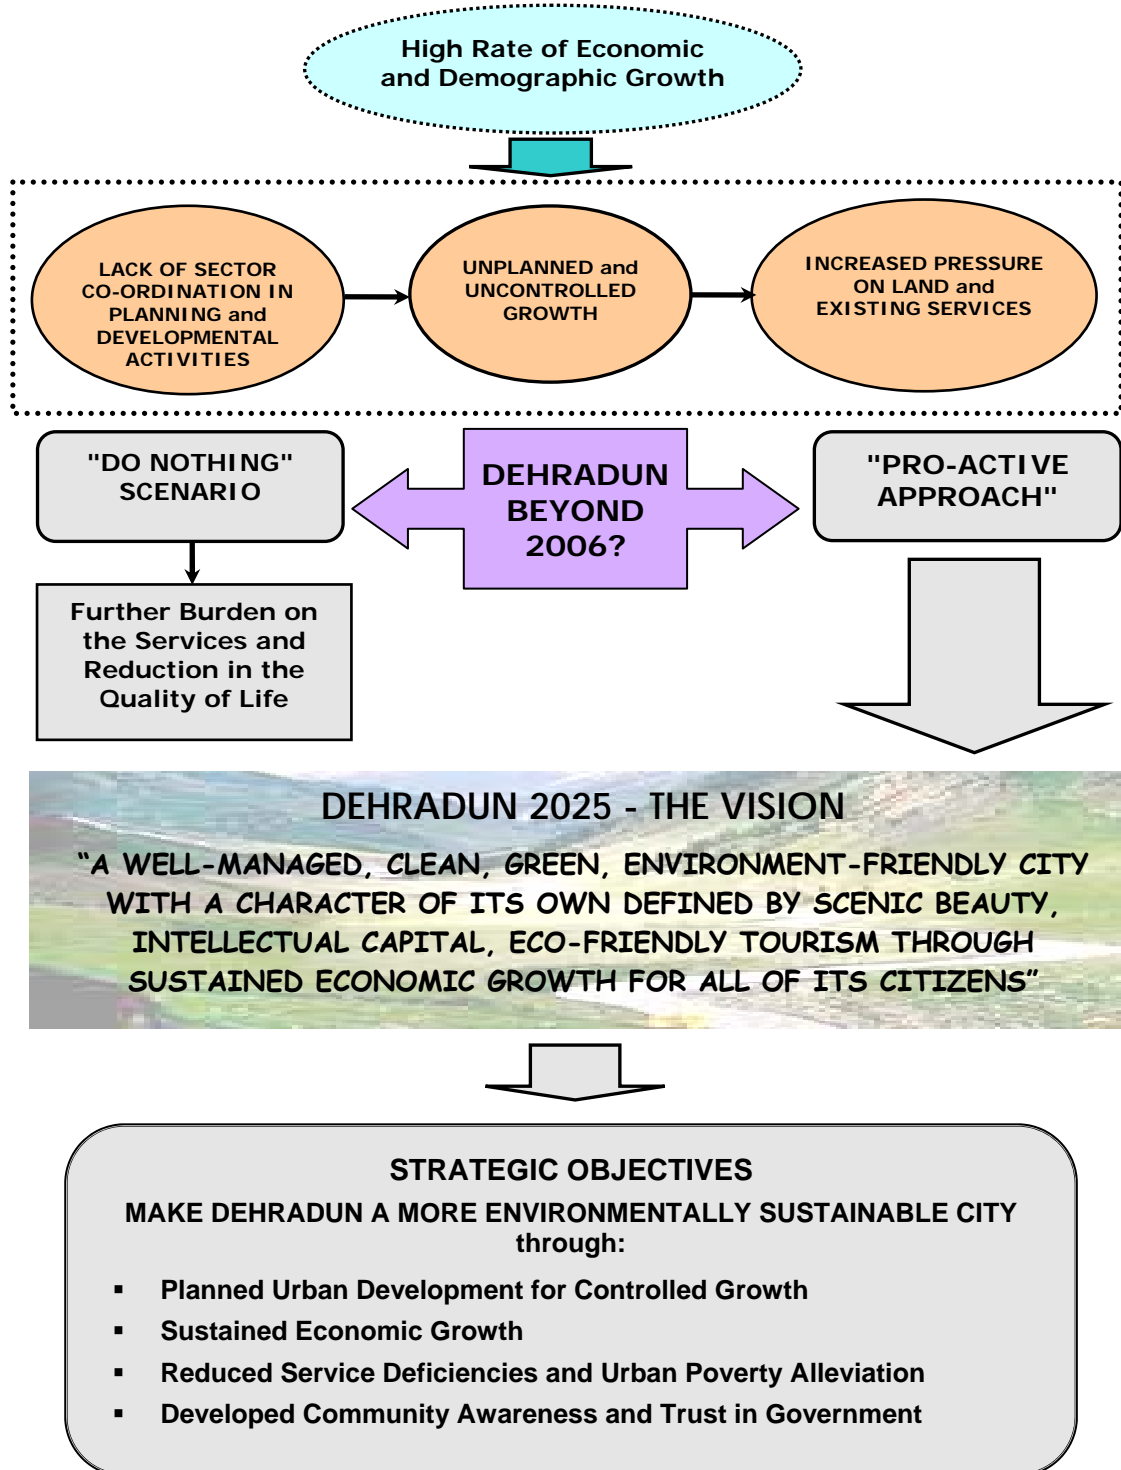 High Rate of Economic
and Demographic Growth
LACK OF SECTOR
CO-ORDINATION IN
PLANNING and
DEVELOPMENTAL
ACTIVITIES
UNPLANNED and
UNCONTROLLED
GROWTH
INCREASED PRESSURE
ON LAND and
EXISTING SERVICES
"DO NOTHING"
SCENARIO
DEHRADUN
BEYOND
2006?
"PRO-ACTIVE
APPROACH"
Further Burden on
the Services and
Reduction in the
Quality of Life
DEHRADUN 2025 - THE VISION
“A WELL-MANAGED, CLEAN, GREEN, ENVIRONMENT-FRIENDLY CITY
WITH A CHARACTER OF ITS OWN DEFINED BY SCENIC BEAUTY,
INTELLECTUAL CAPITAL, ECO-FRIENDLY TOURISM THROUGH
SUSTAINED ECONOMIC GROWTH FOR ALL OF ITS CITIZENS”
STRATEGIC OBJECTIVES
MAKE DEHRADUN A MORE ENVIRONMENTALLY SUSTAINABLE CITY
through:
▪ Planned Urban Development for Controlled Growth
▪ Sustained Economic Growth
▪ Reduced Service Deficiencies and Urban Poverty Alleviation
▪ Developed Community Awareness and Trust in Government